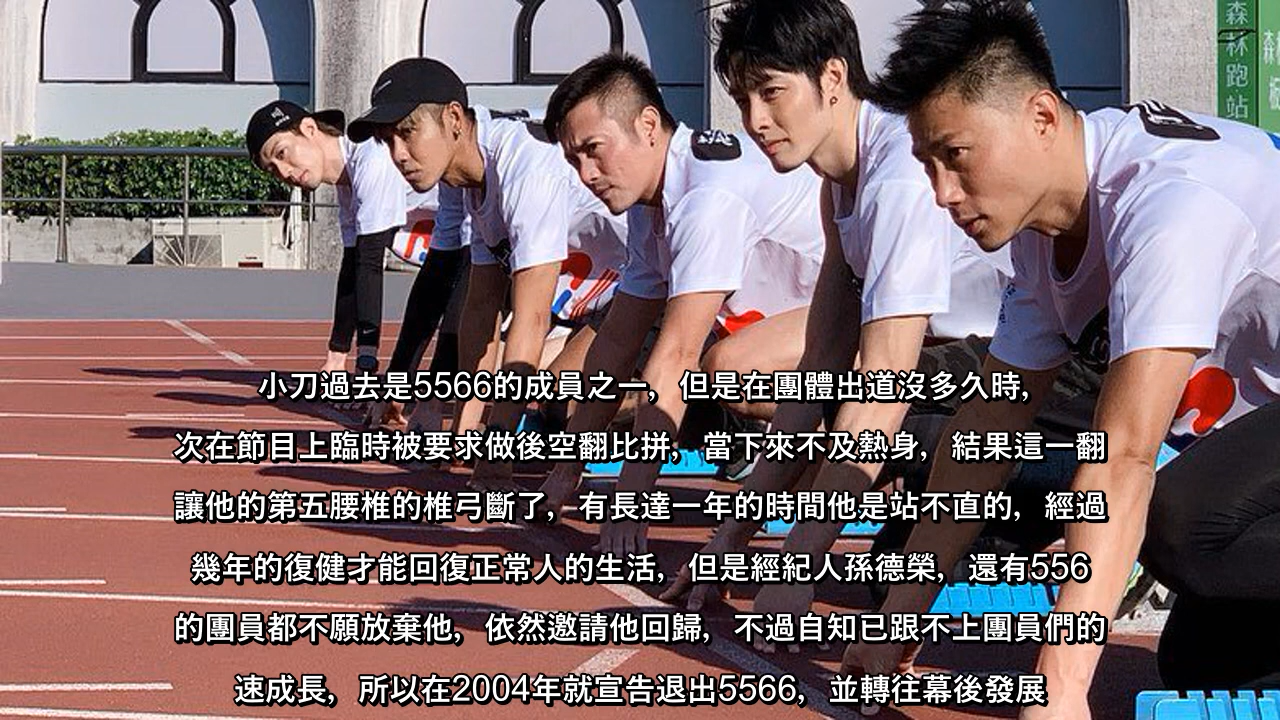 森林跑站
森
小刀過去是5566的成員之一，但是在團體出道沒多久時，
次在節目上臨時被要求做後空翻比拼，當下來不及熱身，結果這一翻
讓他的第五腰椎的椎弓斷了，有長達一年的時間他是站不直的，經過
幾年的復健才能回復正常人的生活，但是經紀人孫德榮，還有556
的團員都不願放棄他，依然邀請他回歸，不過自知已跟不上團員們的
速成長，所以在2004年就宣告退出5566，並轉往幕後發展